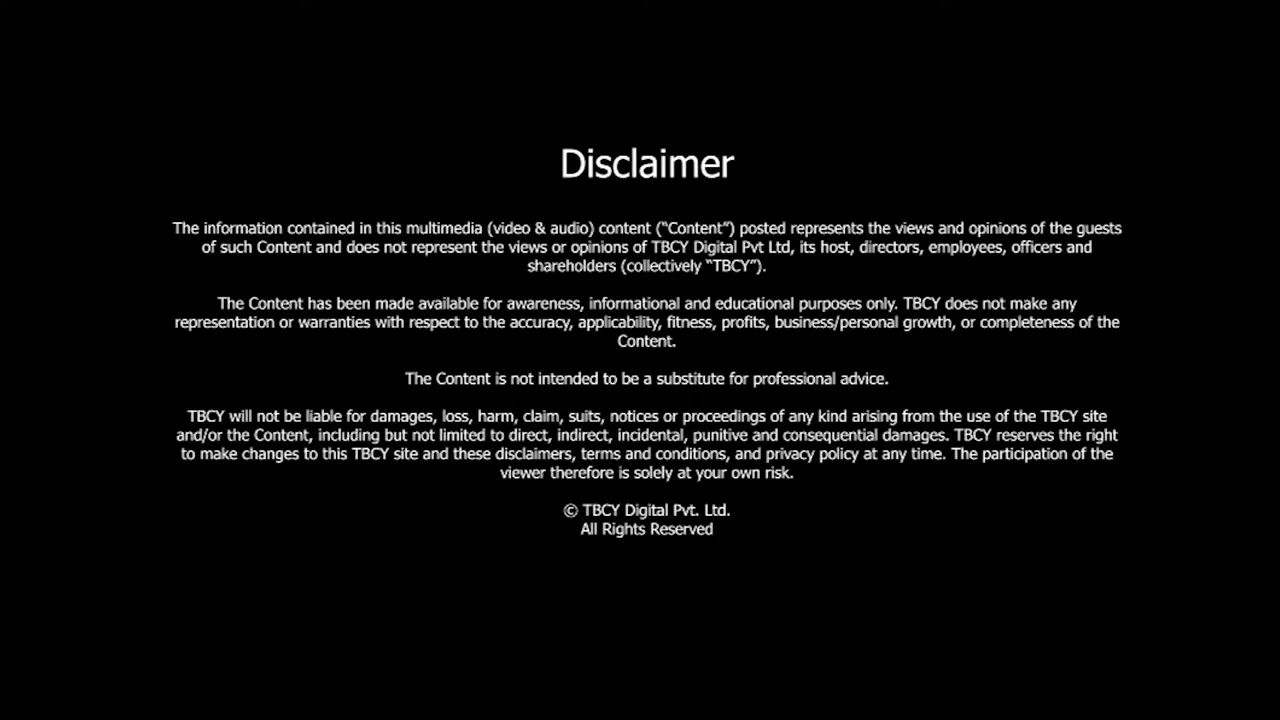 Disclaimer
The information contained in this multimedia (video & audio) content (“Content”) posted represents the views and opinions of the guests
of such Content and does not represent the views or opinions of TBCY Digital Pvt Ltd, its host, directors, employees, officers and
shareholders (collectively “TBCY”).
The Content has been made available for awareness, informational and educational purposes only. TBCY does not make any
representation or warranties with respect to the accuracy, applicability, fitness, profits, business/personal growth, or completeness of the
Content.
The Content is not intended to be a substitute for professional advice.
TBCY will not be liable for damages, loss, harm, claim, suits, notices or proceedings of any kind arising from the use of the TBCY site
and/or the Content, including but not limited to direct, indirect, incidental, punitive and consequential damages. TBCY reserves the right
to make changes to this TBCY site and these disclaimers, terms and conditions, and privacy policy at any time. The participation of the
viewer therefore is solely at your own risk.
© TBCY Digital Pvt. Ltd.
All Rights Reserved